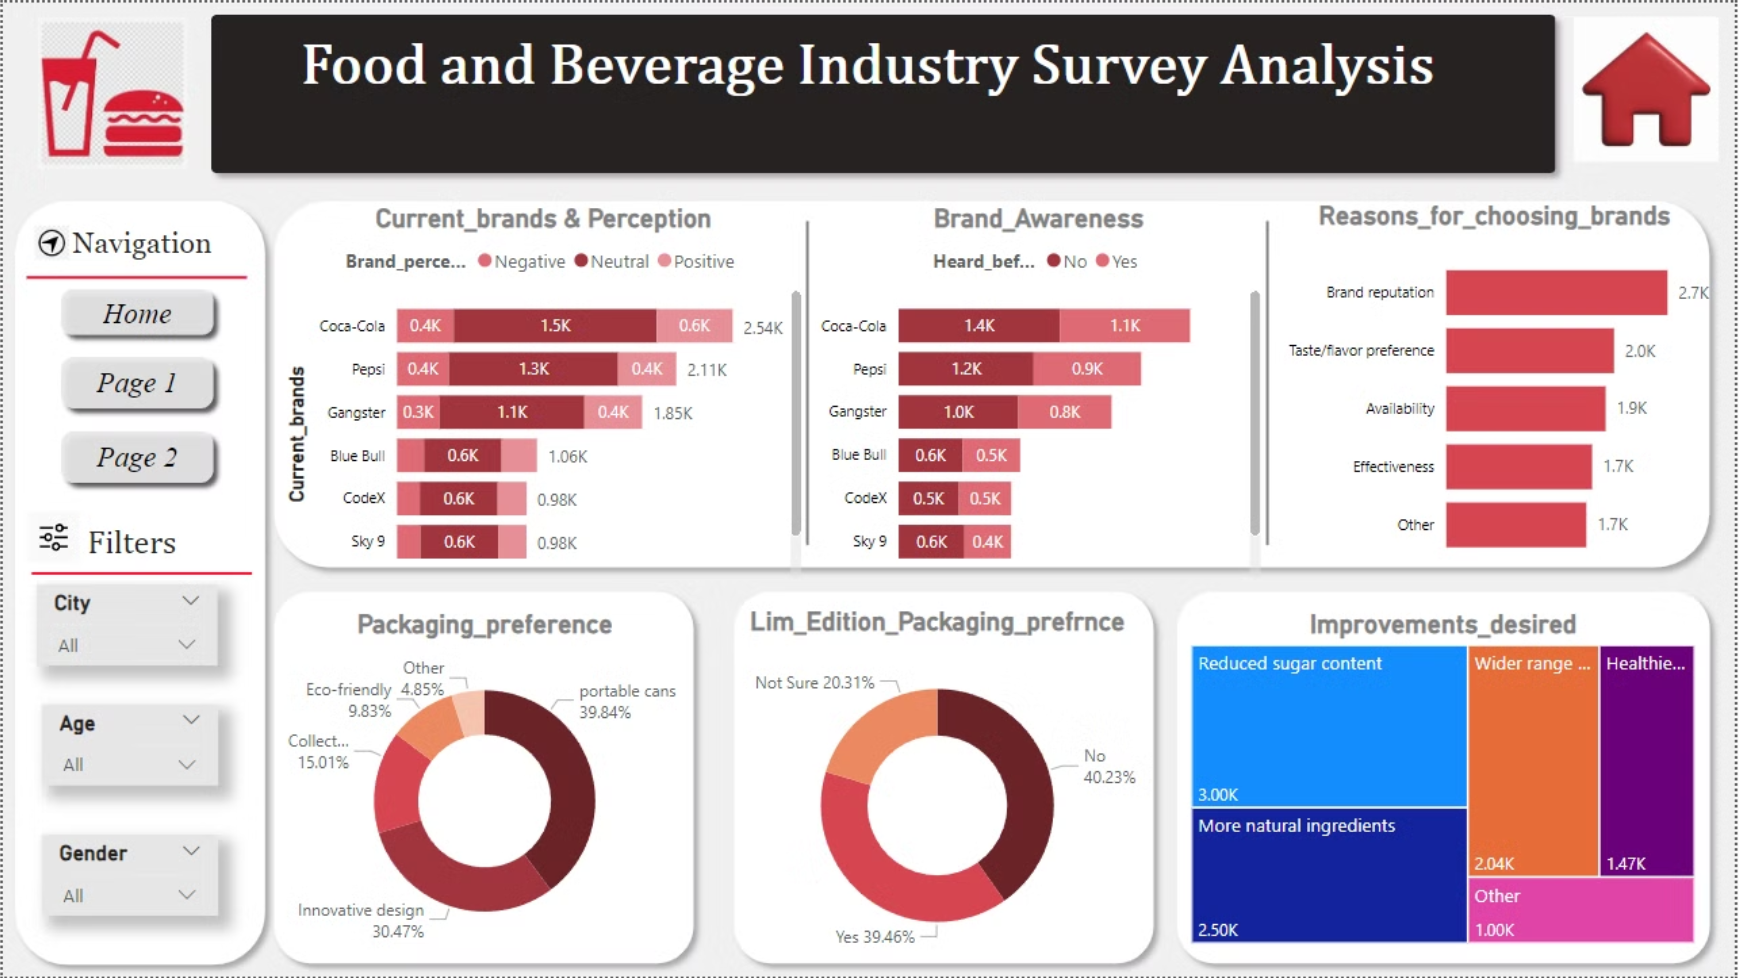 Food and Beverage Industry Survey Analysis
Navigation
Home
Page 1
Page 2
Filters
City
All
Age
All
Gender
All
Current_brands & Perception
Brand_perce... Negative Neutral Positive
Current_brands
Coca-Cola 0.4K 1.5K 0.6K 2.54K
Pepsi 0.4K 1.3K 0.4K 2.11K
Gangster 0.3K 1.1K 0.4K 1.85K
Blue Bull 0.6K 1.06K
CodeX 0.6K 0.98K
Sky 9 0.6K 0.98K
Brand_Awareness
Heard_bef... No Yes
Coca-Cola 1.4K 1.1K
Pepsi 1.2K 0.9K
Gangster 1.0K 0.8K
Blue Bull 0.6K 0.5K
CodeX 0.5K 0.5K
Sky 9 0.6K 0.4K
Reasons_for_choosing_brands
Brand reputation 2.7K
Taste/flavor preference 2.0K
Availability 1.9K
Effectiveness 1.7K
Other 1.7K
Packaging_preference
Other
4.85%
Eco-friendly
9.83%
portable cans
39.84%
Collect...
15.01%
Innovative design
30.47%
Lim_Edition_Packaging_prefrnce
Not Sure 20.31%
No
40.23%
Yes 39.46%
Improvements_desired
Reduced sugar content
3.00K
More natural ingredients
2.50K
Wider range ...
2.04K
Healthie...
1.47K
Other
1.00K